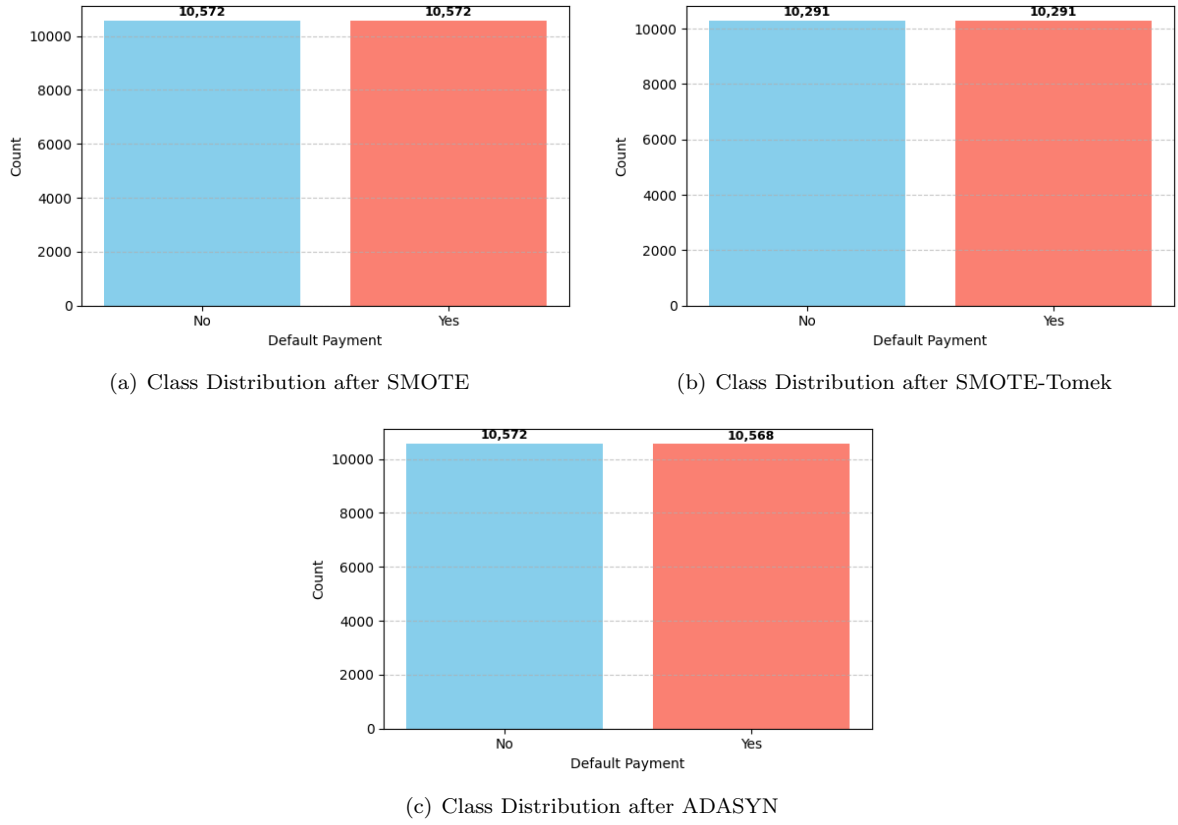 10,572 10,572
10000
8000
6000
4000
2000
0
Count
No Yes
Default Payment
(a) Class Distribution after SMOTE
10,291 10,291
10000
8000
6000
4000
2000
0
Count
No Yes
Default Payment
(b) Class Distribution after SMOTE-Tomek
10,572 10,568
10000
8000
6000
4000
2000
0
Count
No Yes
Default Payment
(c) Class Distribution after ADASYN